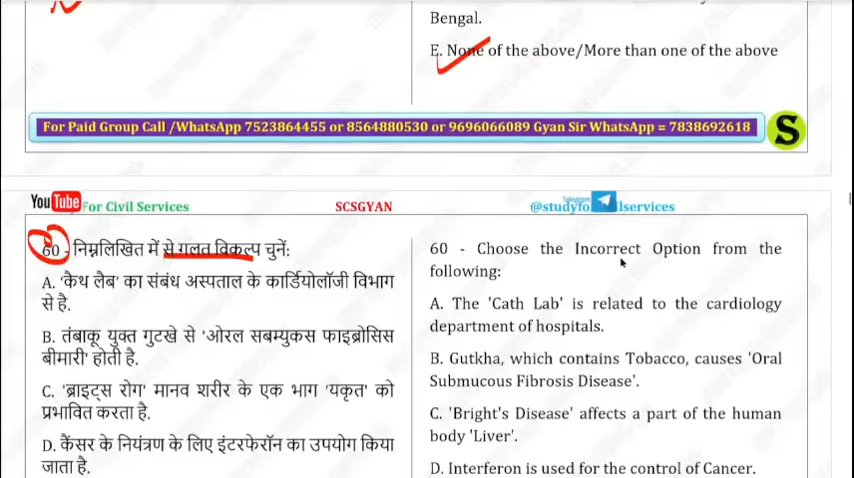 Bengal.
E. None of the above/More than one of the above
For Paid Group Call /WhatsApp 7523864455 or 8564880530 or 9696066089 Gyan Sir WhatsApp = 7838692618
S
YouTube For Civil Services
SCSGYAN
Telegram
@studyfo lservices
60 - निम्नलिखित में से गलत विकल्प चुनें:
A. 'कैथ लैब' का संबंध अस्पताल के कार्डियोलॉजी विभाग
से है.
B. तंबाकू युक्त गुटखे से 'ओरल सबम्युकस फाइब्रोसिस
बीमारी' होती है.
C. 'ब्राइट्स रोग' मानव शरीर के एक भाग 'यकृत' को
प्रभावित करता है.
D. कैंसर के नियंत्रण के लिए इंटरफेरॉन का उपयोग किया
जाता है.
60 - Choose the Incorrect Option from the
following:
A. The 'Cath Lab' is related to the cardiology
department of hospitals.
B. Gutkha, which contains Tobacco, causes 'Oral
Submucous Fibrosis Disease'.
C. 'Bright's Disease' affects a part of the human
body 'Liver'.
D. Interferon is used for the control of Cancer.